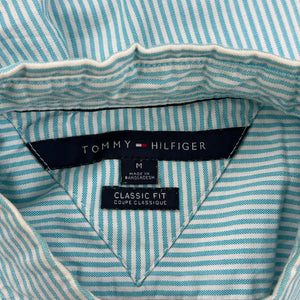 TOMMY HILFIGER
M
MADE IN
BANGLADESH
CLASSIC FIT
COUPE CLASSIQUE